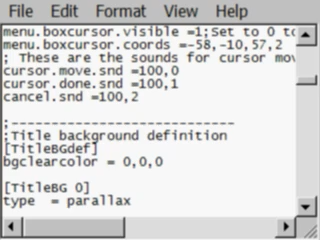 File Edit Format View Help
menu.boxcursor.visible =1;Set to 0 to
menu.boxcursor.coords =-58,-10,57,2
; These are the sounds for cursor mov
cursor.move.snd =100,0
cursor.done.snd =100,1
cancel.snd =100,2
;----------------------------
;Title background definition
[TitleBGdef]
bgclearcolor = 0,0,0
[TitleBG 0]
type = parallax